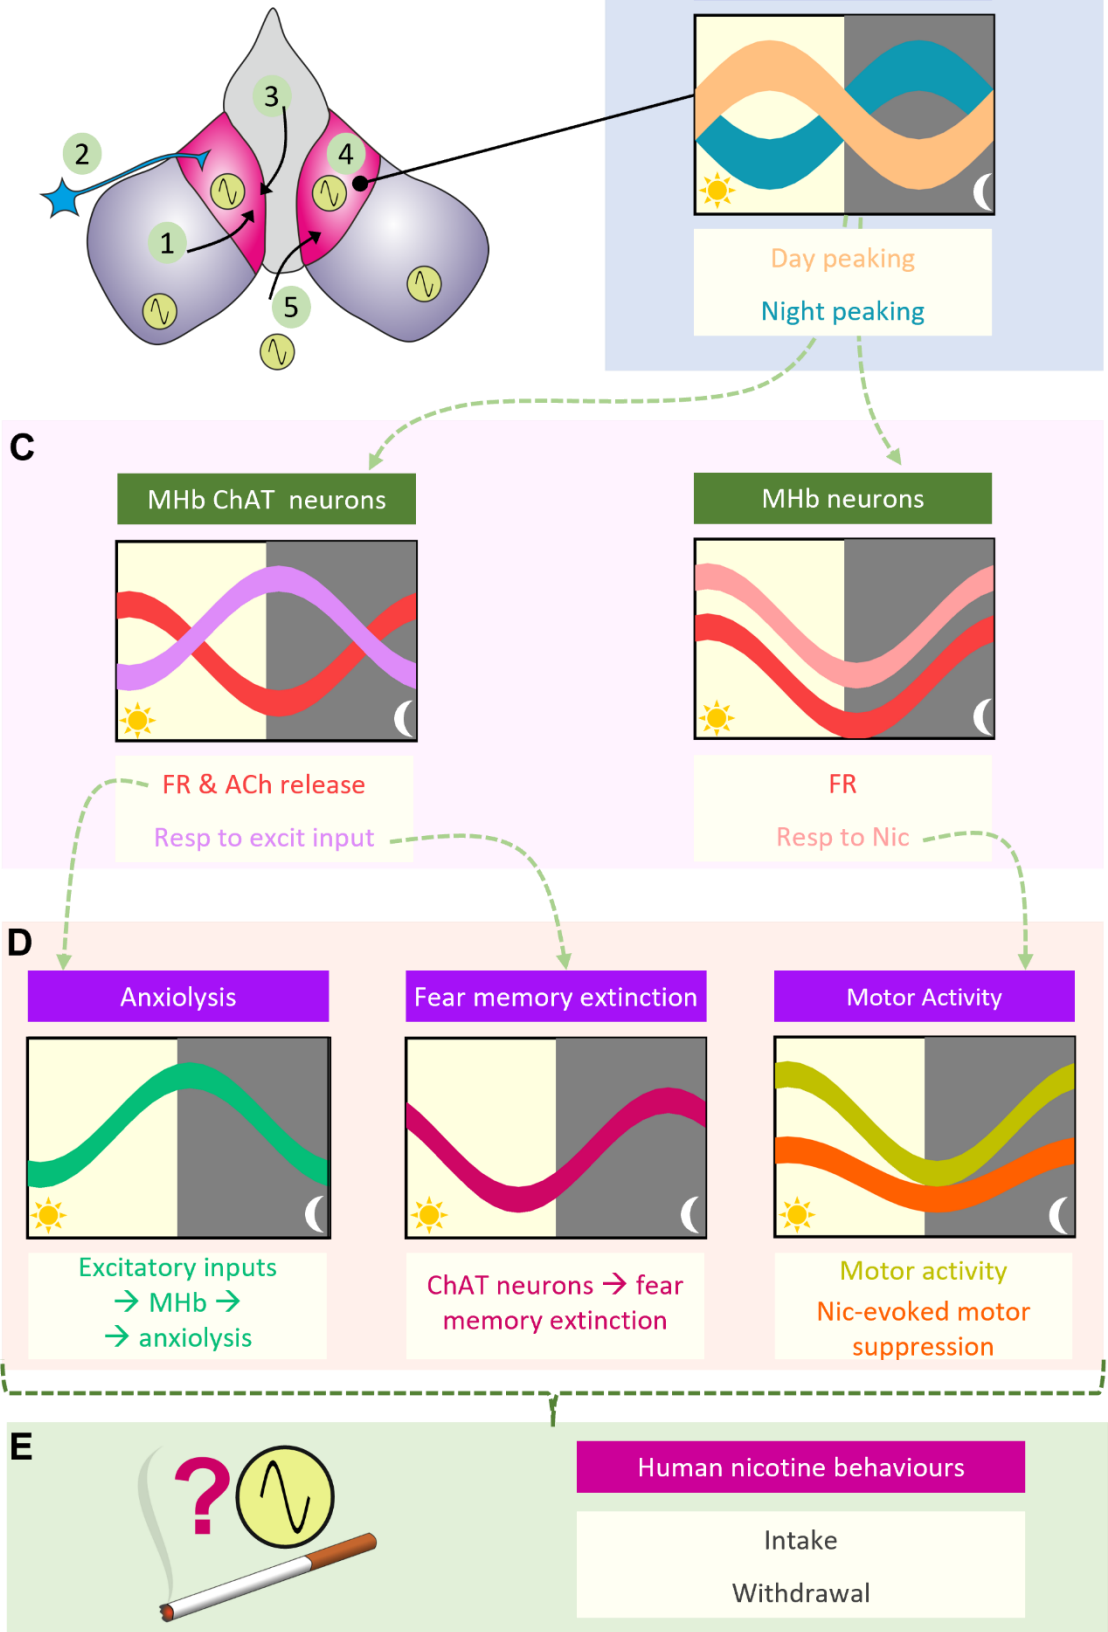 3
2
4
1
5
Day peaking
Night peaking
C
MHb ChAT neurons
MHb neurons
FR & ACh release
Resp to excit input
FR
Resp to Nic
D
Anxiolysis
Fear memory extinction
Motor Activity
Excitatory inputs
→ MHb →
→ anxiolysis
ChAT neurons → fear
memory extinction
Motor activity
Nic-evoked motor
suppression
E
?
Human nicotine behaviours
Intake
Withdrawal